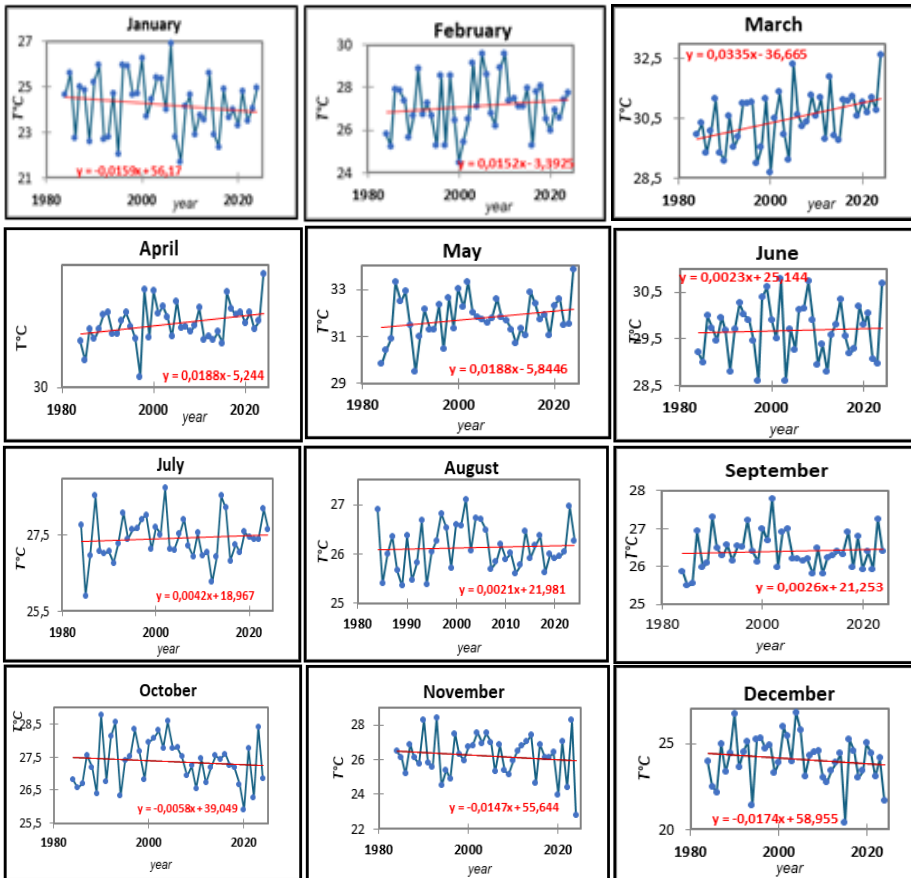 January
27
25
23
21
T°C
y = -0,0159x+ 56,17
1980
2000
2020
year
February
30
28
26
24
T°C
y = 0,0152x- 3,3925
1980
2000
2020
year
March
y = 0,0335x- 36,665
32,5
30,5
28,5
T°C
1980
2000
2020
year
April
T°C
30
y = 0,0188x- 5,244
1980
2000
2020
year
May
33
31
29
T°C
y = 0,0188x- 5,8446
1980
2000
2020
year
June
y = 0,0023x+ 25,144
30,5
29,5
28,5
T°C
1980
2000
2020
year
July
27,5
25,5
T°C
y = 0,0042x+ 18,967
1980
2000
2020
year
August
27
26
25
T°C
y = 0,0021x+ 21,981
1980
1990
2000
2010
2020
year
September
28
27
26
25
T°C
y = 0,0026x+ 21,253
1980
2000
2020
year
October
T°C
28,5
27,5
26,5
25,5
y = -0,0058x+ 39,049
1980
2000
2020
year
November
28
26
24
22
T°C
y = -0,0147x+ 55,644
1980
2000
2020
year
December
25
20
T°C
y = -0,0174x + 58,955
1980
2000
2020
year